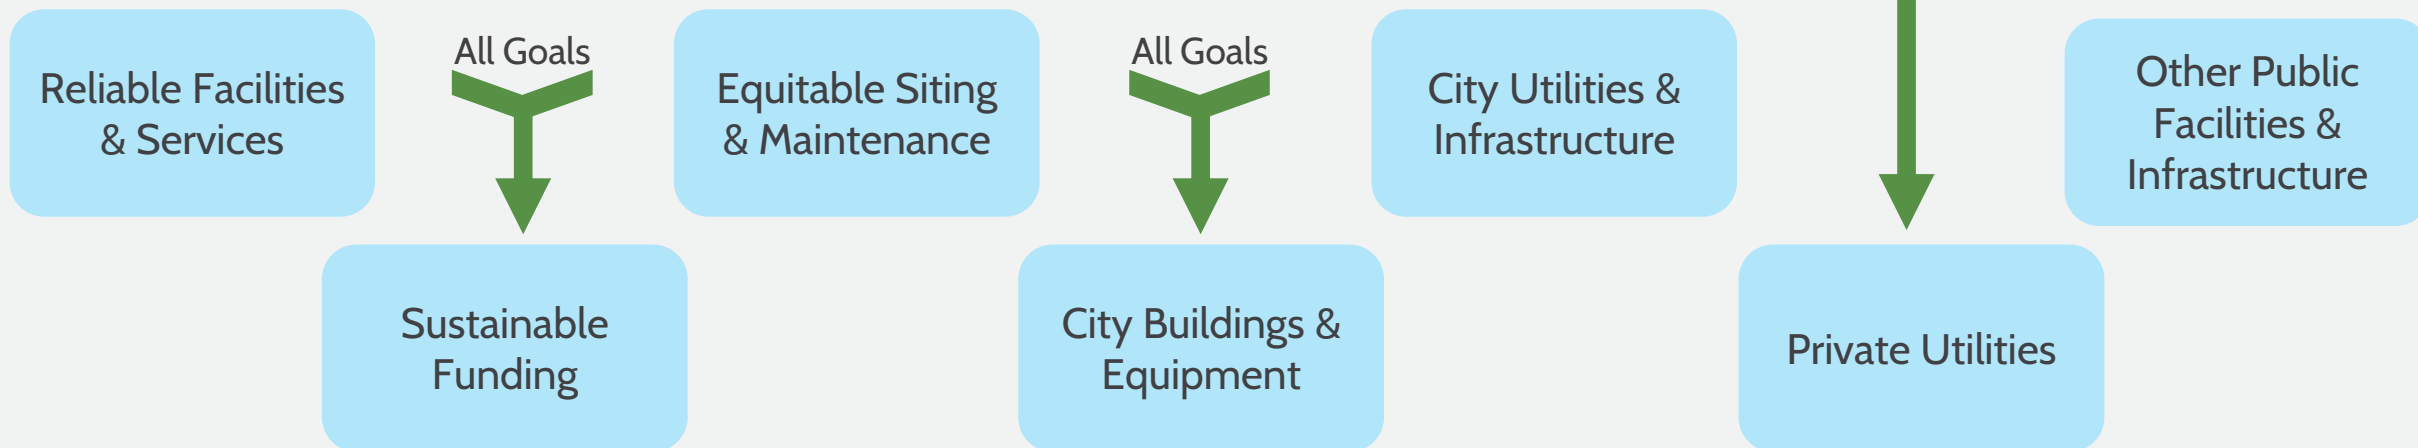 Reliable Facilities
& Services
All Goals
Equitable Siting
& Maintenance
All Goals
City Utilities &
Infrastructure
Other Public
Facilities &
Infrastructure
Sustainable
Funding
City Buildings &
Equipment
Private Utilities